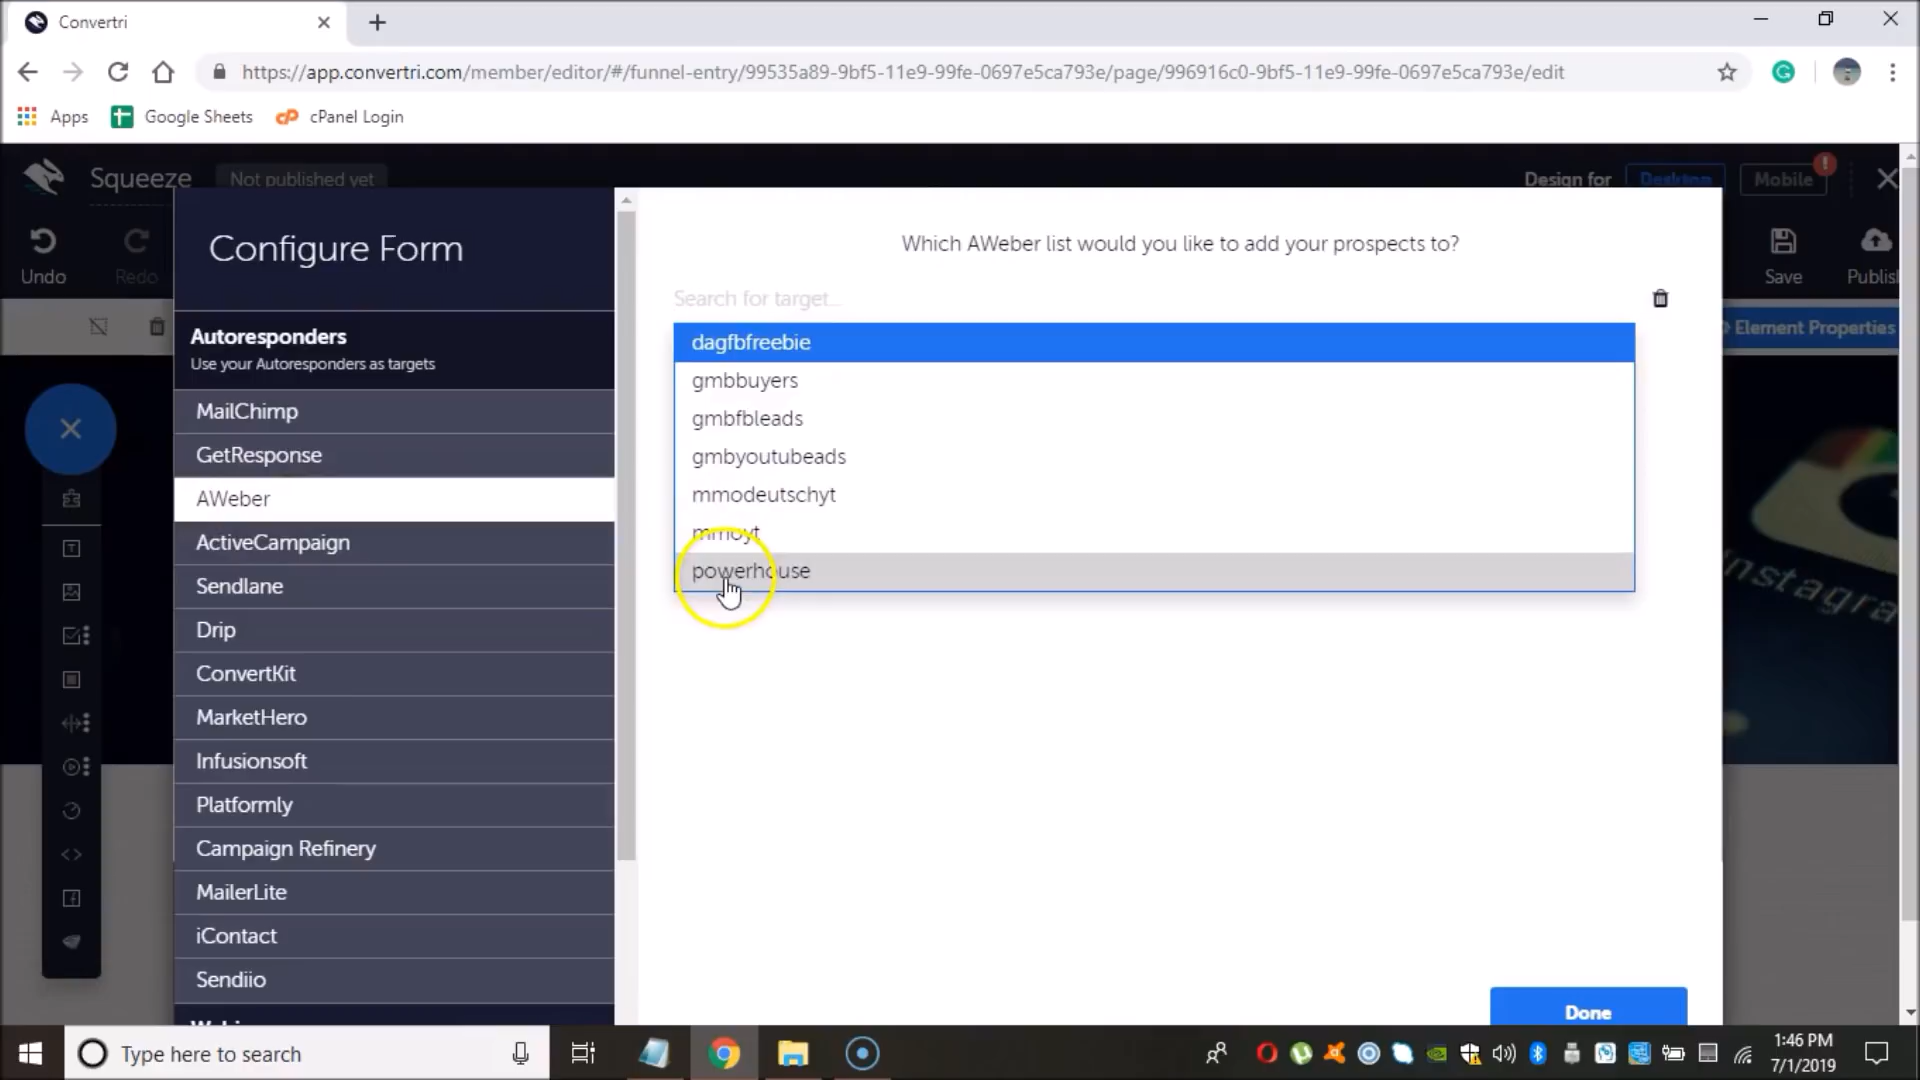 Convertri
https://app.convertri.com/member/editor/#/funnel-entry/99535a89-9bf5-11e9-99fe-0697e5ca793e/page/996916c0-9bf5-11e9-99fe-0697e5ca793e/edit
Apps Google Sheets cPanel Login
Squeeze Not published yet Design for Desktop Mobile
Undo Redo Save Publish
Configure Form
Which AWeber list would you like to add your prospects to?
Search for target...
Element Properties
Autoresponders
Use your Autoresponders as targets
dagfbfreebie
gmbbuyers
gmbfbleads
gmbyoutubeads
mmodeutschyt
mmoyt
powerhouse
MailChimp
GetResponse
AWeber
ActiveCampaign
Sendlane
Drip
ConvertKit
MarketHero
Infusionsoft
Platformly
Campaign Refinery
MailerLite
iContact
Sendiio
Instagra
Done
Type here to search
1:46 PM
7/1/2019